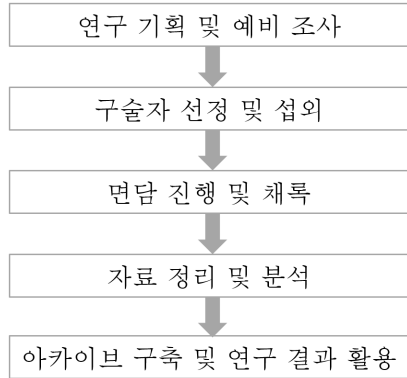 연구 기획 및 예비 조사
구술자 선정 및 섭외
면담 진행 및 채록
자료 정리 및 분석
아카이브 구축 및 연구 결과 활용